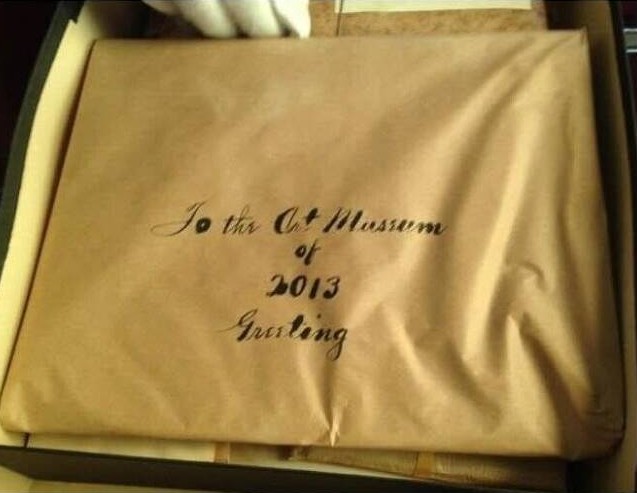 To the Art Museum
of
2013
Greeting